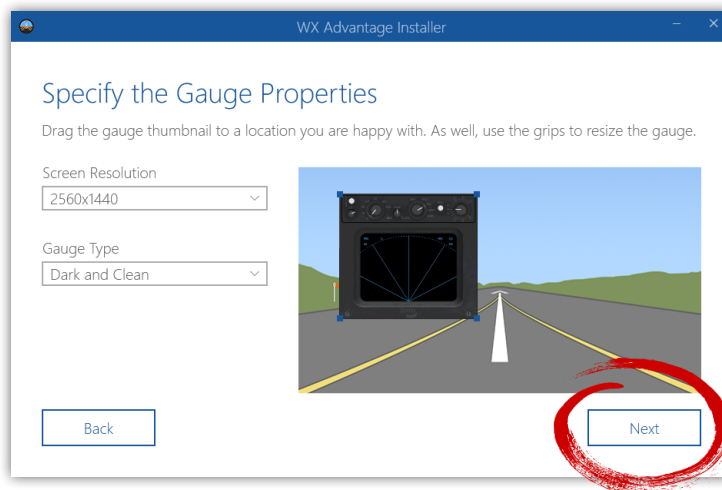 WX Advantage Installer
Specify the Gauge Properties
Drag the gauge thumbnail to a location you are happy with. As well, use the grips to resize the gauge.
Screen Resolution
2560x1440
Gauge Type
Dark and Clean
Back
Next